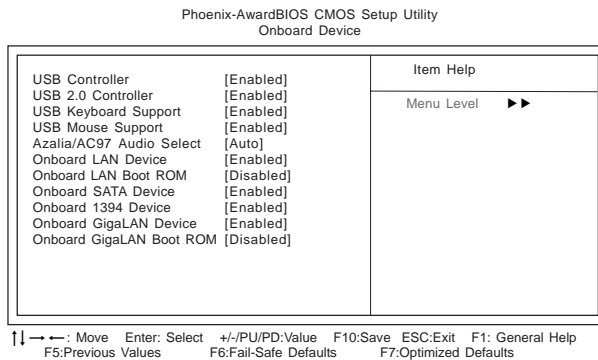 Phoenix-AwardBIOS CMOS Setup Utility
Onboard Device
USB Controller [Enabled]
USB 2.0 Controller [Enabled]
USB Keyboard Support [Enabled]
USB Mouse Support [Enabled]
Azalia/AC97 Audio Select [Auto]
Onboard LAN Device [Enabled]
Onboard LAN Boot ROM [Disabled]
Onboard SATA Device [Enabled]
Onboard 1394 Device [Enabled]
Onboard GigaLAN Device [Enabled]
Onboard GigaLAN Boot ROM [Disabled]
Item Help
Menu Level ▶▶
↑↓→←: Move Enter: Select +/-/PU/PD:Value F10:Save ESC:Exit F1: General Help
F5:Previous Values F6:Fail-Safe Defaults F7:Optimized Defaults